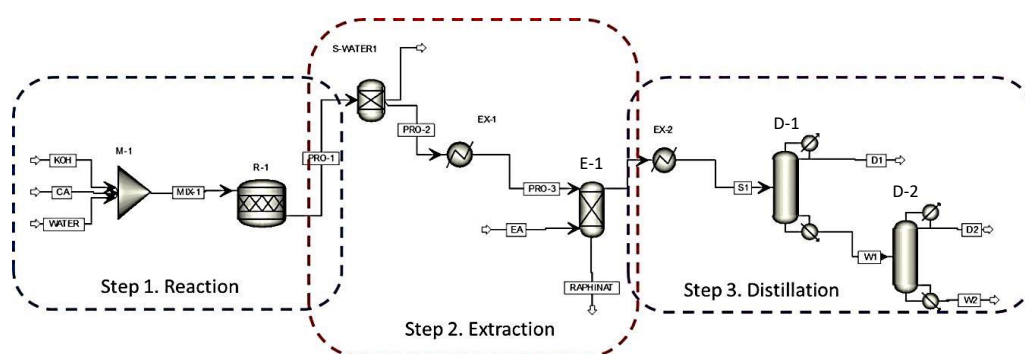 S-WATER1
M-1
KOH
CA
WATER
MIX-1
R-1
PRO-1
PRO-2
EX-1
PRO-3
E-1
EA
RAPHINAT
EX-2
S1
D-1
D1
W1
D-2
D2
W2
Step 1. Reaction
Step 2. Extraction
Step 3. Distillation